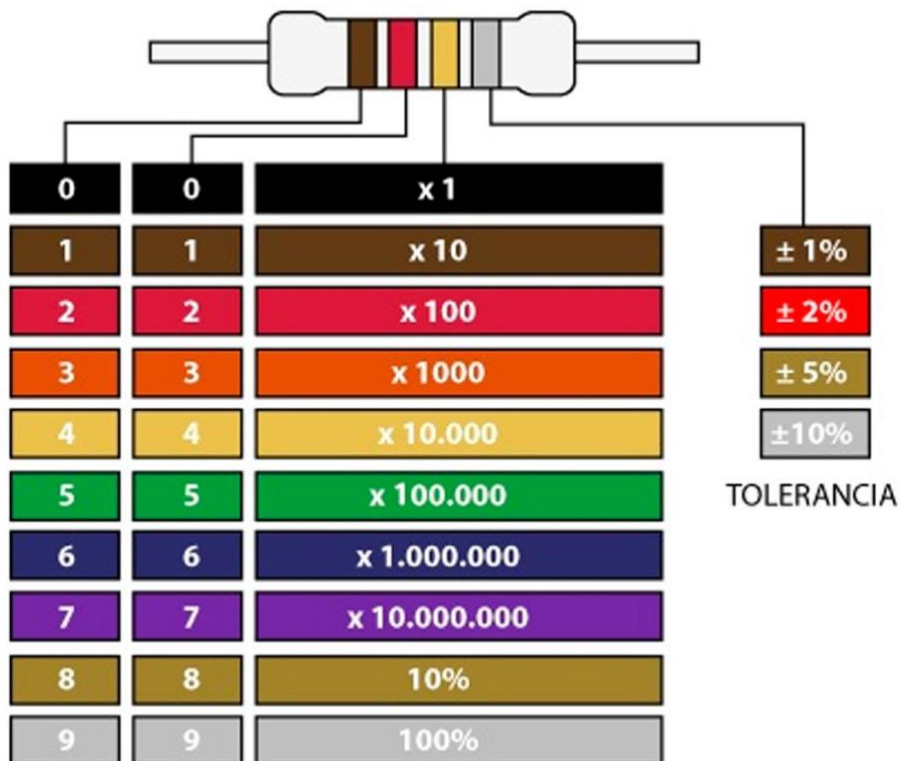 0 0 x 1
1 1 x 10 ± 1%
2 2 x 100 ± 2%
3 3 x 1000 ± 5%
4 4 x 10.000 ±10%
5 5 x 100.000 TOLERANCIA
6 6 x 1.000.000
7 7 x 10.000.000
8 8 10%
9 9 100%